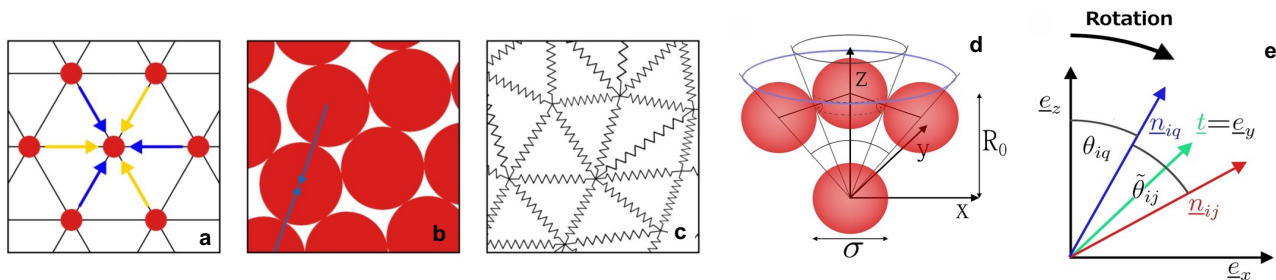 a
b
c
d
Z
y
X
R₀
σ
Rotation
e
e_z
n_iq
t=e_y
θ_iq
θ̃_ij
n_ij
e_x